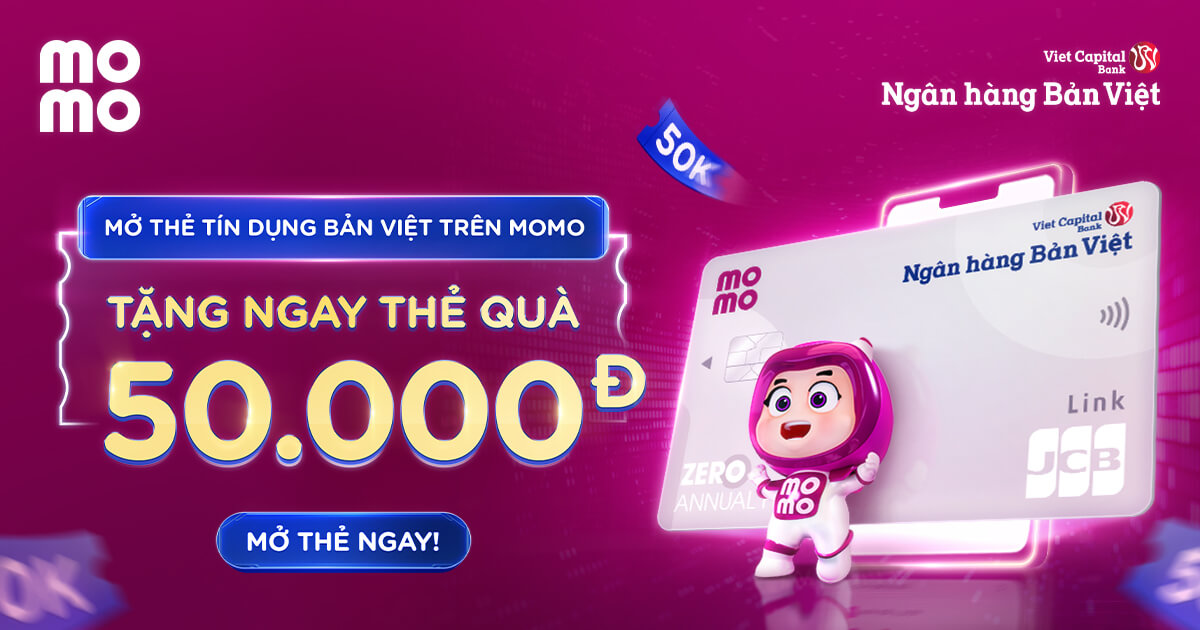 mo
mo
Viet Capital
Bank
Ngân hàng Bản Việt
50K
MỞ THẺ TÍN DỤNG BẢN VIỆT TRÊN MOMO
TẶNG NGAY THẺ QUÀ
50.000Đ
MỞ THẺ NGAY!
Viet Capital
Bank
Ngân hàng Bản Việt
mo
mo
Link
JCB
ZERO
ANNUAL
mo
mo
0K